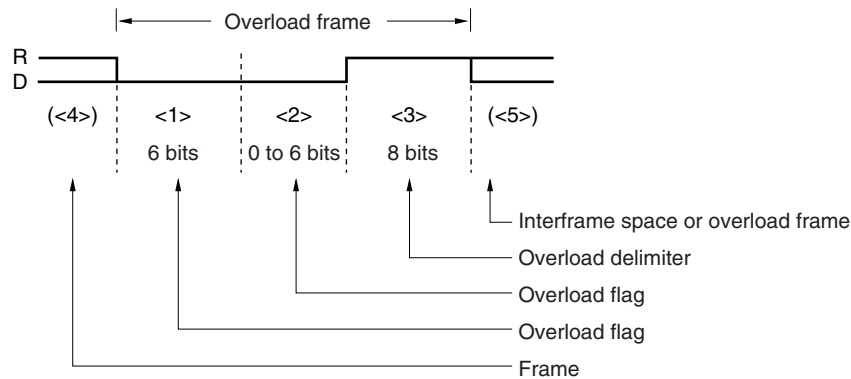 Overload frame
R
D
(<4>) <1> <2> <3> (<5>)
6 bits 0 to 6 bits 8 bits
Interframe space or overload frame
Overload delimiter
Overload flag
Overload flag
Frame